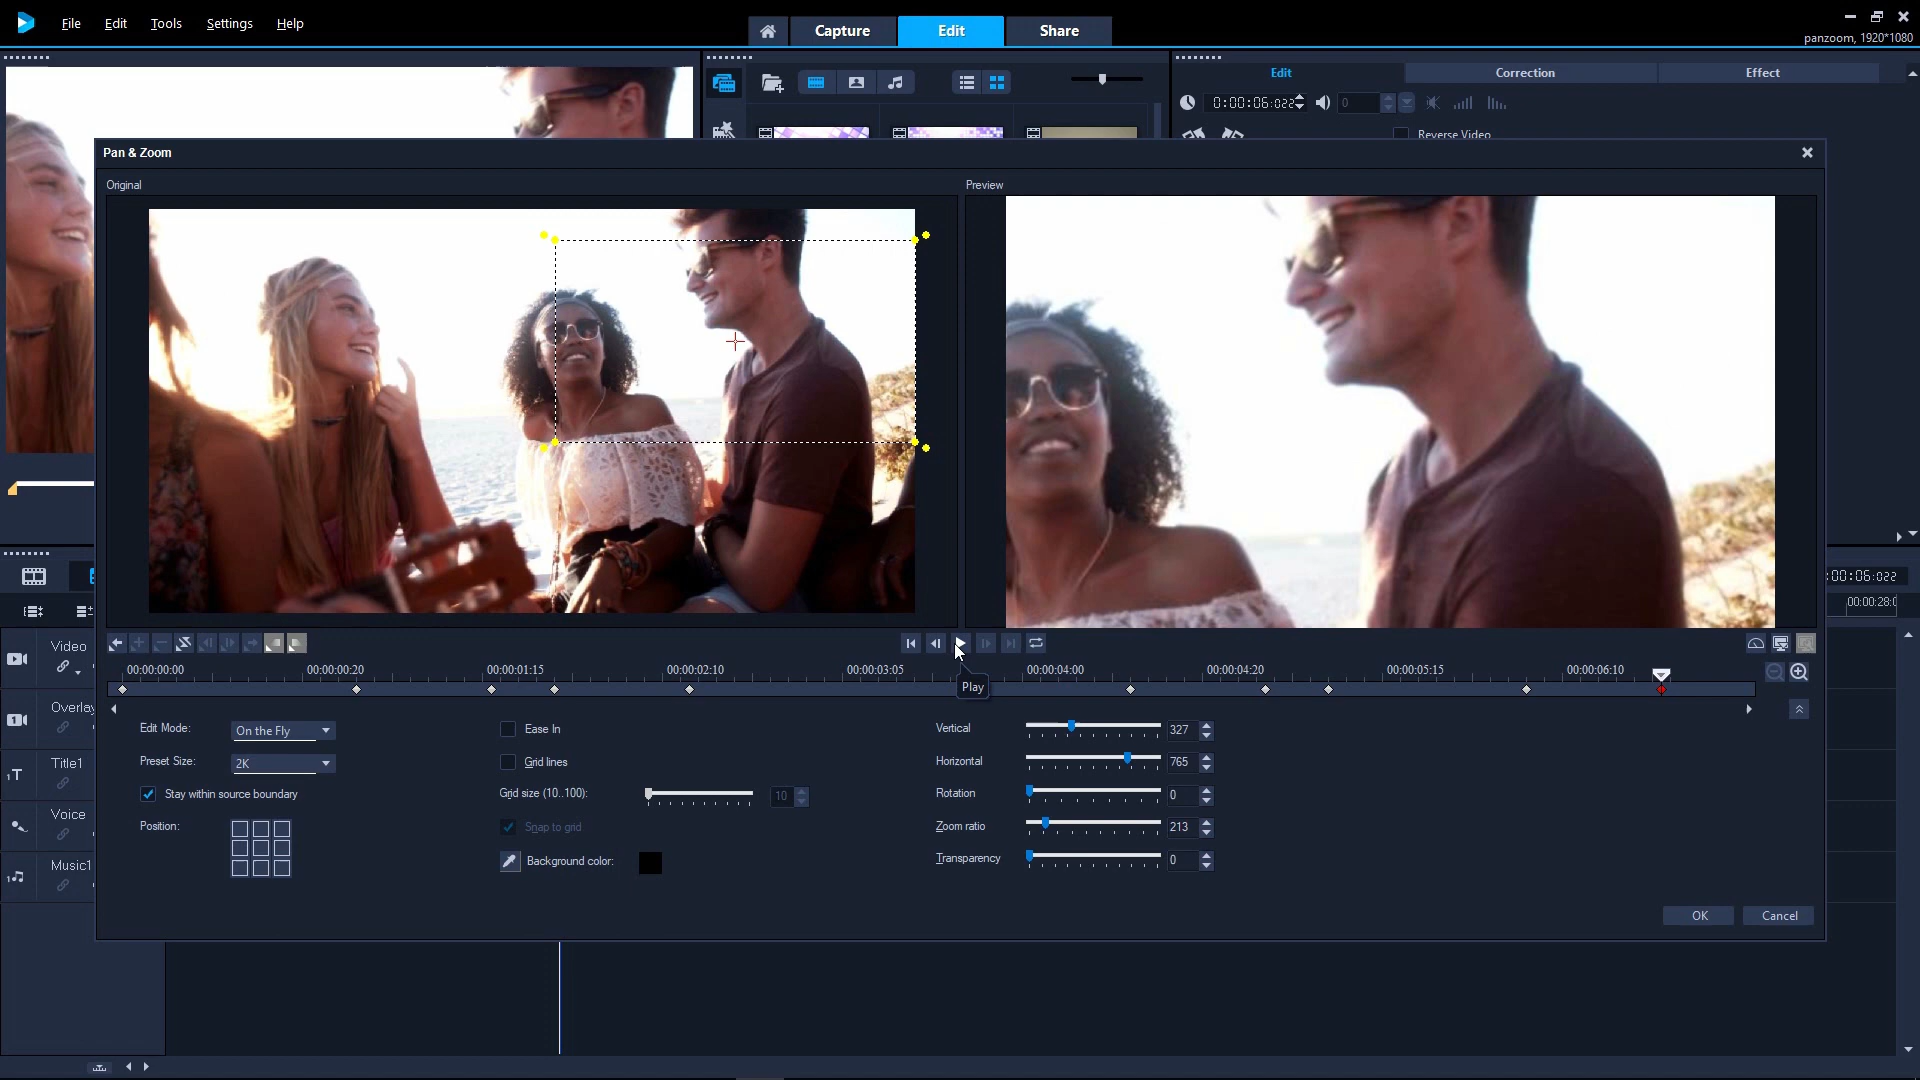 File Edit Tools Settings Help
Capture Edit Share
panzoom, 1920*1080
Edit Correction Effect
0:00:06:022 0
Reverse Video
Pan & Zoom
Original Preview
00:00:00:00 00:00:00:20 00:00:01:15 00:00:02:10 00:00:03:05 00:00:04:00 00:00:04:20 00:00:05:15 00:00:06:10
Play
:00:06:022
00:00:28:0
Video
Overlay
Title1
Voice
Music1
Edit Mode: On the Fly
Preset Size: 2K
Stay within source boundary
Position:
Ease In
Grid lines
Grid size (10..100): 10
Snap to grid
Background color:
Vertical 327
Horizontal 765
Rotation 0
Zoom ratio 213
Transparency 0
OK Cancel